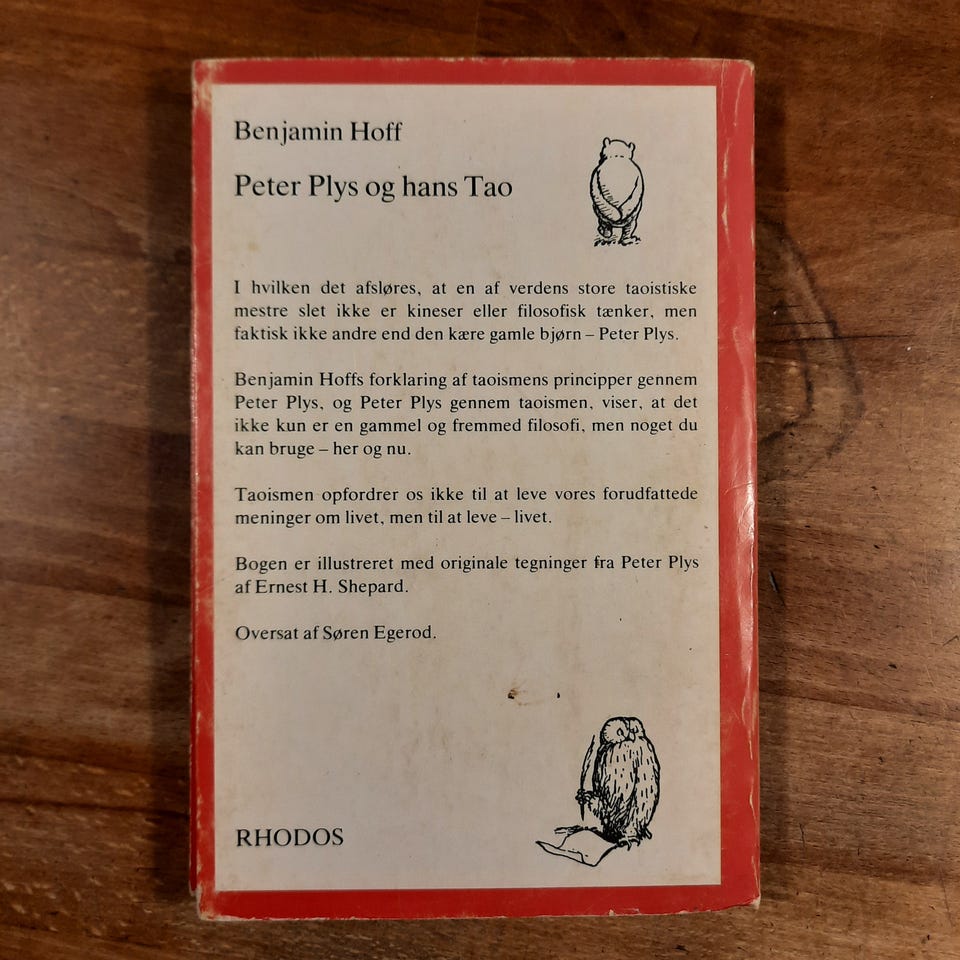 Benjamin Hoff
Peter Plys og hans Tao
I hvilken det afsløres, at en af verdens store taoistiske
mestre slet ikke er kineser eller filosofisk tænker, men
faktisk ikke andre end den kære gamle bjørn – Peter Plys.
Benjamin Hoffs forklaring af taoismens principper gennem
Peter Plys, og Peter Plys gennem taoismen, viser, at det
ikke kun er en gammel og fremmed filosofi, men noget du
kan bruge – her og nu.
Taoismen opfordrer os ikke til at leve vores forudfattede
meninger om livet, men til at leve – livet.
Bogen er illustreret med originale tegninger fra Peter Plys
af Ernest H. Shepard.
Oversat af Søren Egerod.
RHODOS